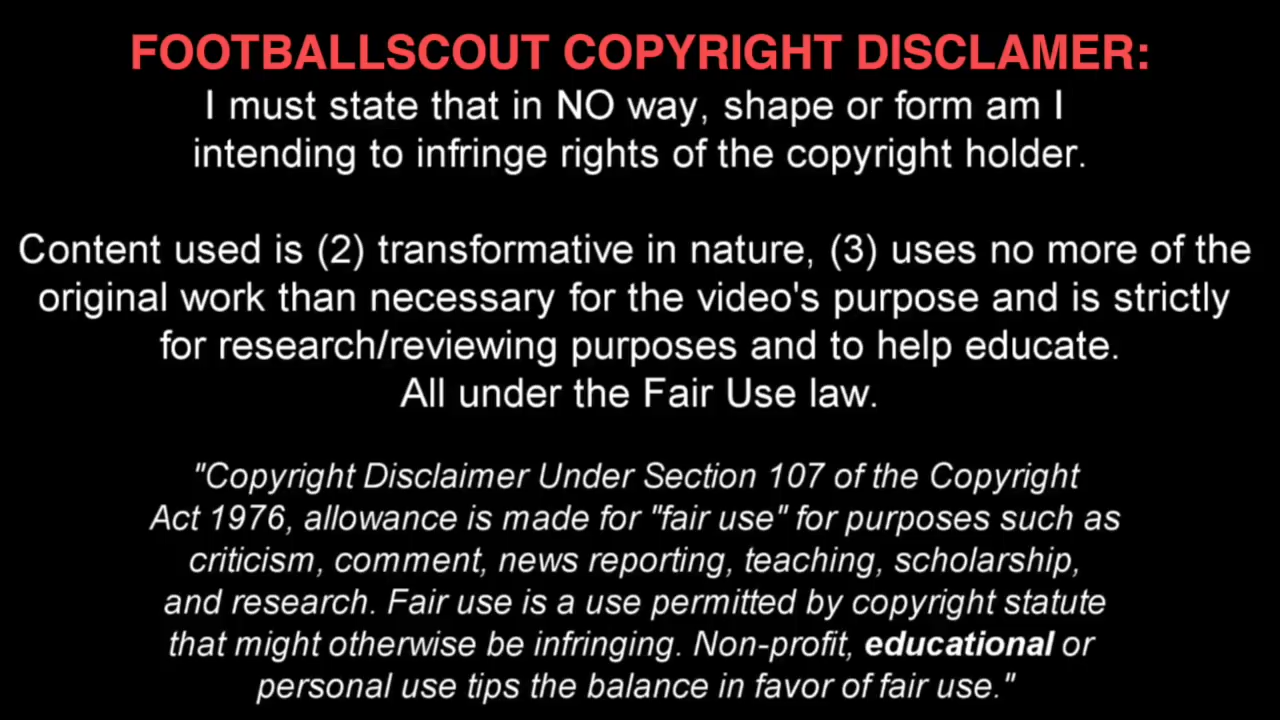 FOOTBALLSCOUT COPYRIGHT DISCLAMER:
I must state that in NO way, shape or form am I
intending to infringe rights of the copyright holder.
Content used is (2) transformative in nature, (3) uses no more of the
original work than necessary for the video's purpose and is strictly
for research/reviewing purposes and to help educate.
All under the Fair Use law.
"Copyright Disclaimer Under Section 107 of the Copyright
Act 1976, allowance is made for "fair use" for purposes such as
criticism, comment, news reporting, teaching, scholarship,
and research. Fair use is a use permitted by copyright statute
that might otherwise be infringing. Non-profit, educational or
personal use tips the balance in favor of fair use."